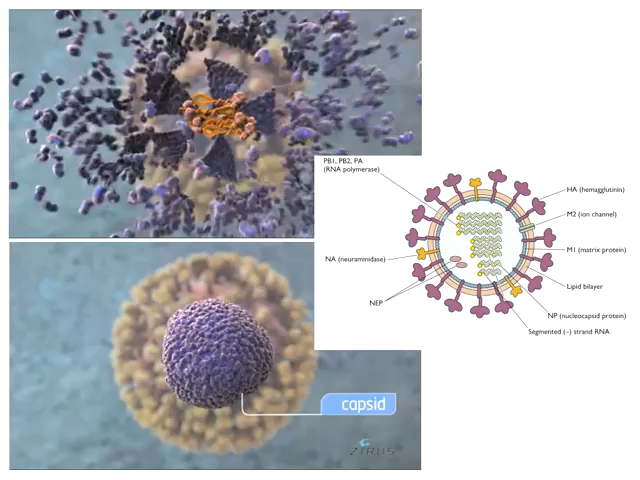 PB1, PB2, PA
(RNA polymerase)
HA (hemagglutinin)
M2 (ion channel)
M1 (matrix protein)
NA (neuraminidase)
Lipid bilayer
NEP
NP (nucleocapsid protein)
Segmented (–) strand RNA
capsid
ZIRUS